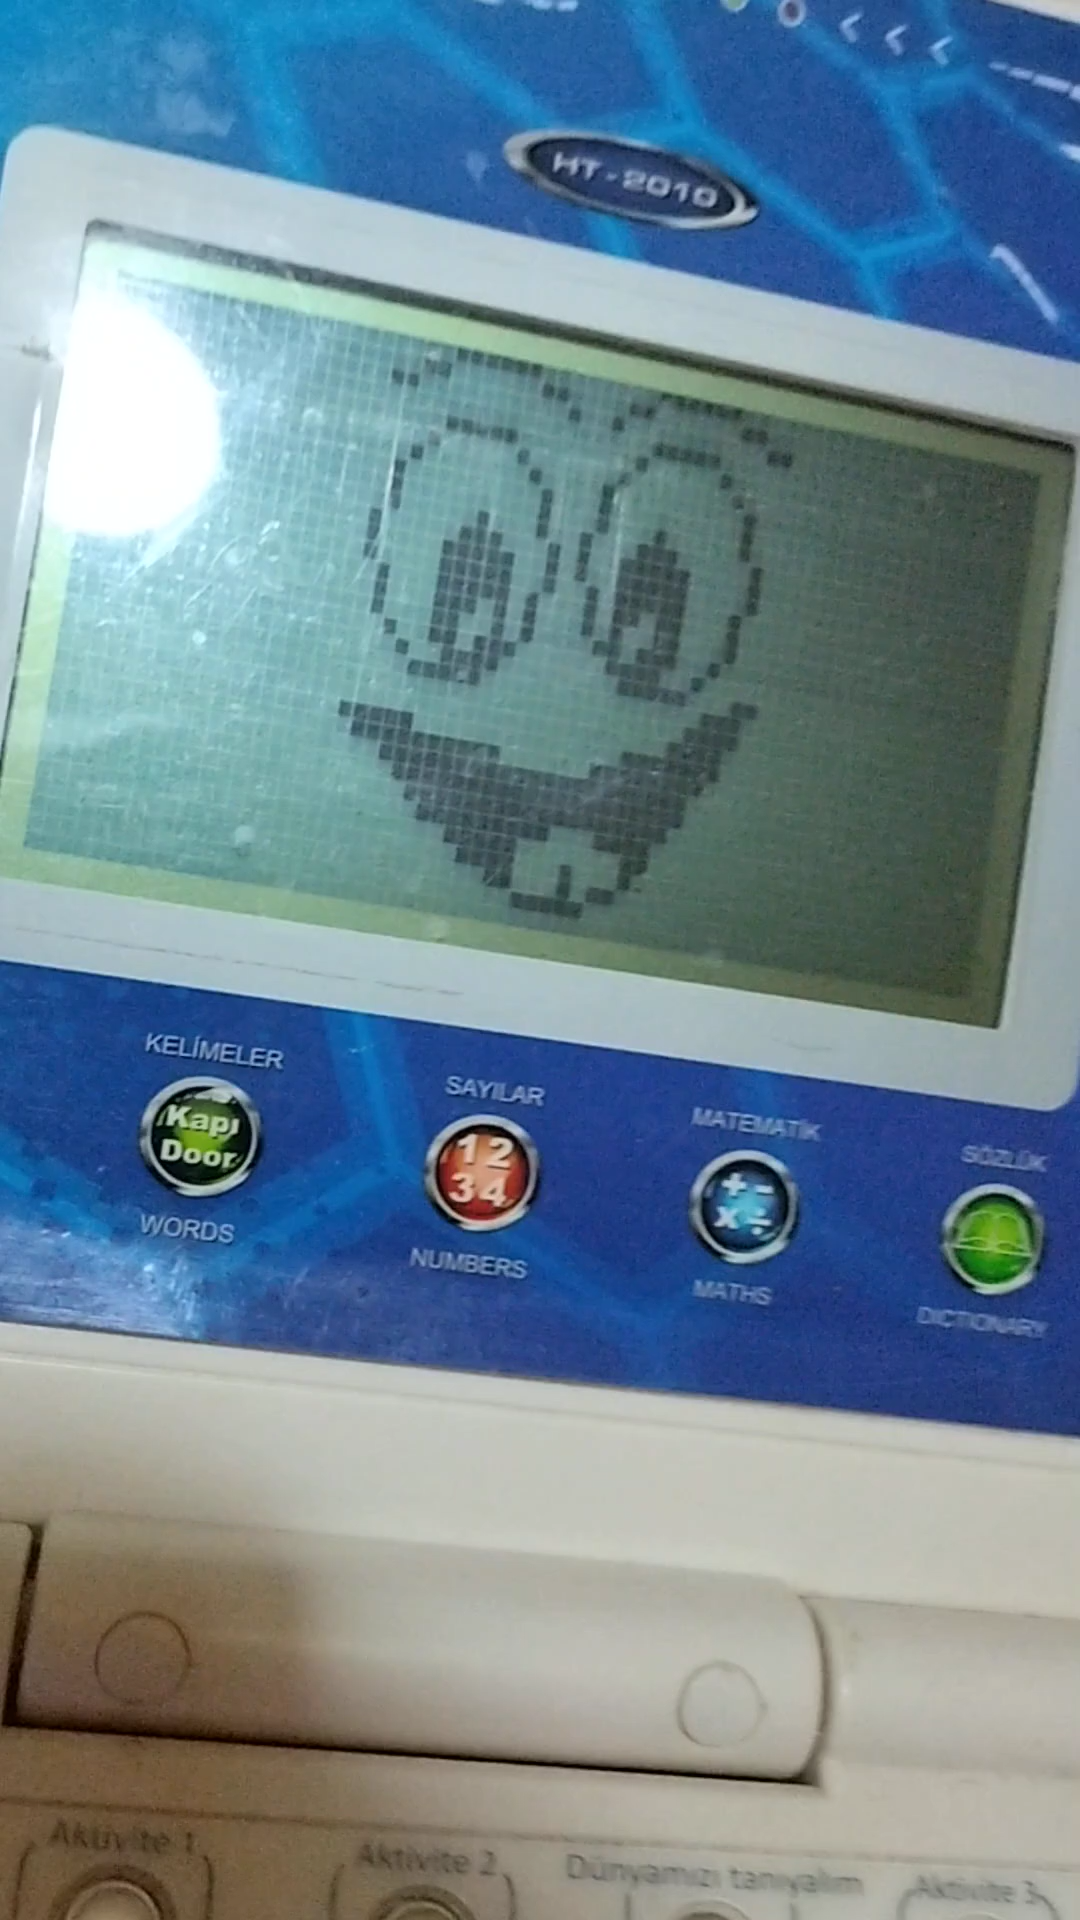 HT-2010
KELİMELER
SAYILAR
MATEMATİK
SÖZLÜK
Kapı
Door
1 2
3 4
+ -
x ÷
WORDS
NUMBERS
MATHS
DICTIONARY
Aktivite 1
Aktivite 2
Dünyamızı tanıyalım
Aktivite 3